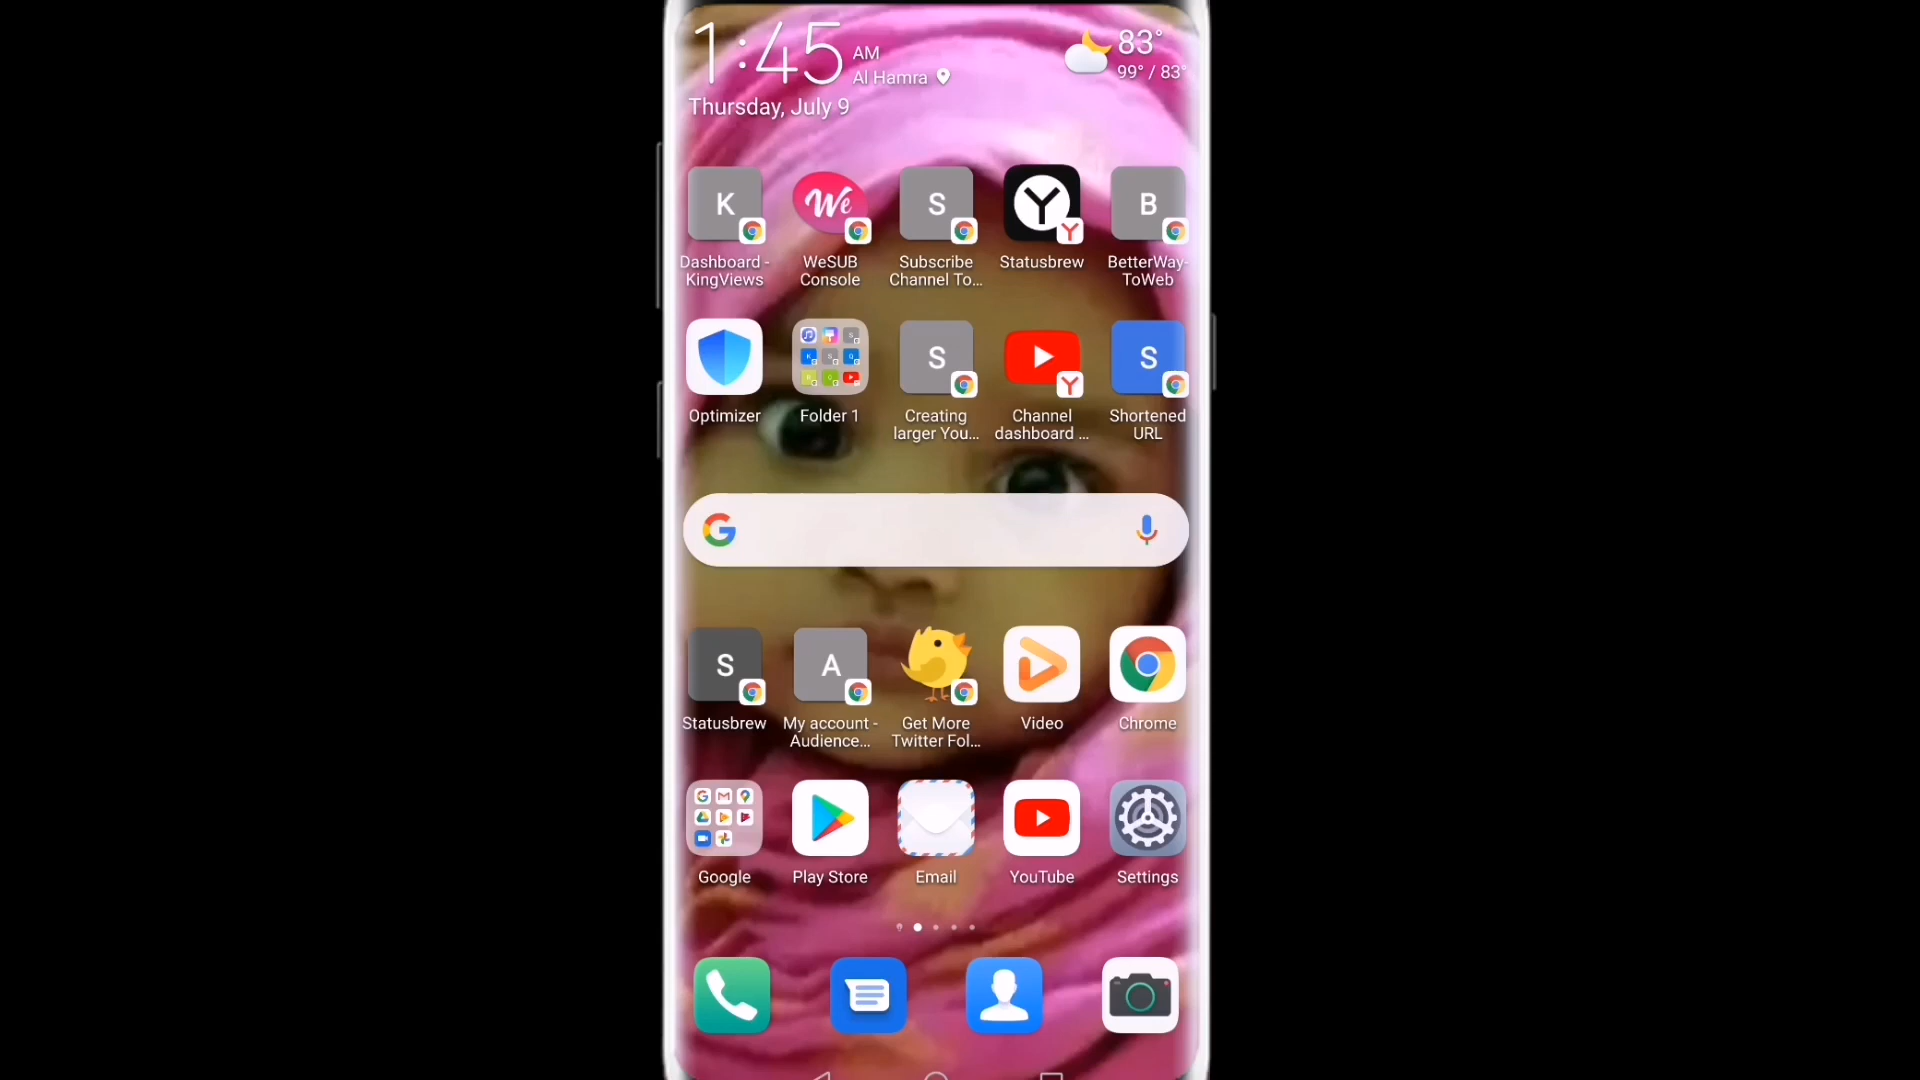 1:45 AM
Al Hamra
Thursday, July 9
83°
99° / 83°
K
We
S
Y
Y
B
Dashboard -
KingViews
WeSUB
Console
Subscribe
Channel To...
Statusbrew
BetterWay-
ToWeb
S
Y
S
Optimizer
Folder 1
Creating
larger You...
Channel
dashboard ...
Shortened
URL
G
S
A
Statusbrew
My account -
Audience...
Get More
Twitter Fol...
Video
Chrome
Google
Play Store
Email
YouTube
Settings